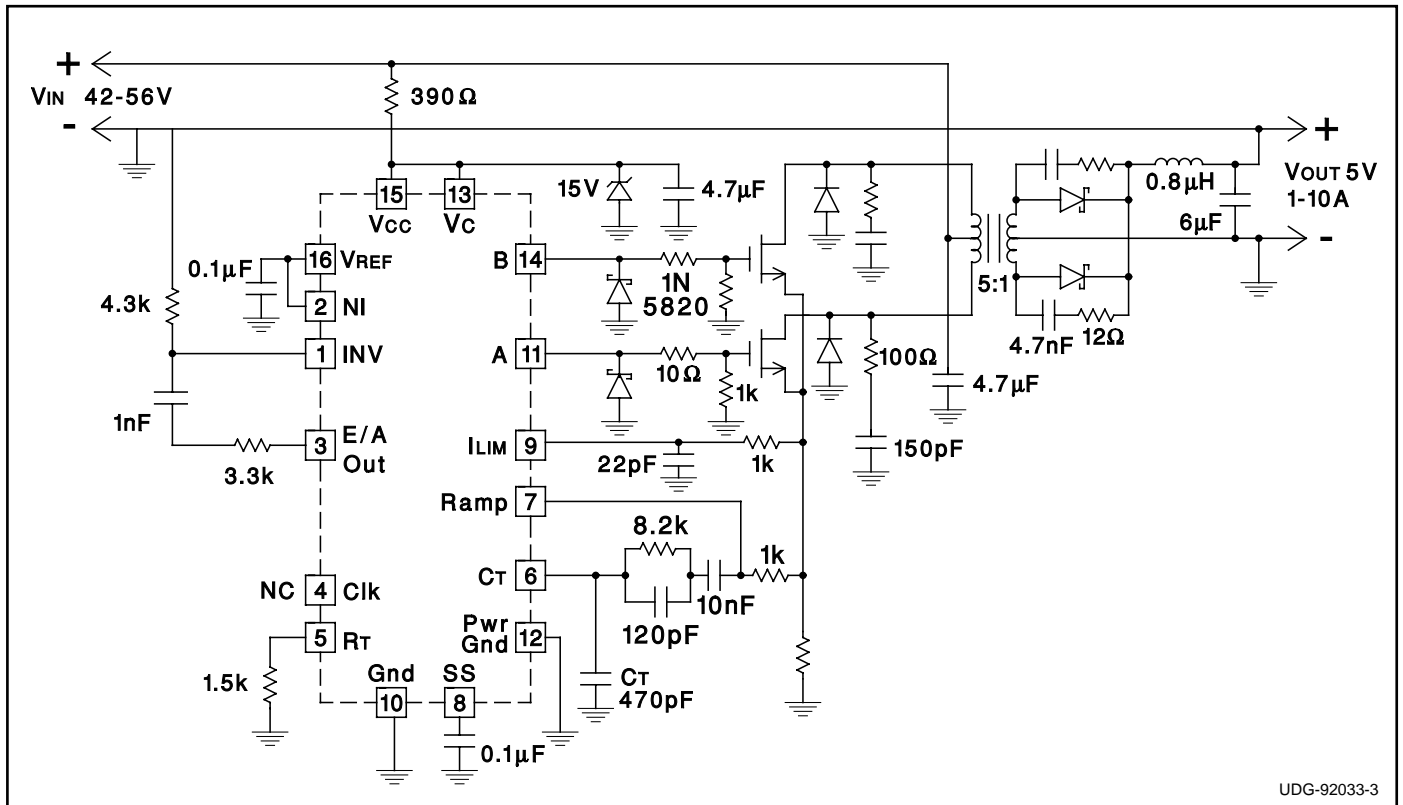 +
390Ω
VIN 42-56V
-
+
VOUT 5V
1-10A
-
15V
4.7µF
0.8µH
6µF
15
VCC
13
VC
0.1µF
16 VREF
B 14
1N
5820
5:1
4.3k
2 NI
1 INV
A 11
10Ω
1k
100Ω
4.7µF
4.7nF
12Ω
1nF
3 E/A
Out
3.3k
ILIM 9
22pF
1k
150pF
Ramp 7
8.2k
1k
NC 4 Clk
CT 6
10nF
120pF
5 RT
Pwr
Gnd 12
1.5k
Gnd
10
SS
8
CT
470pF
0.1µF
UDG-92033-3